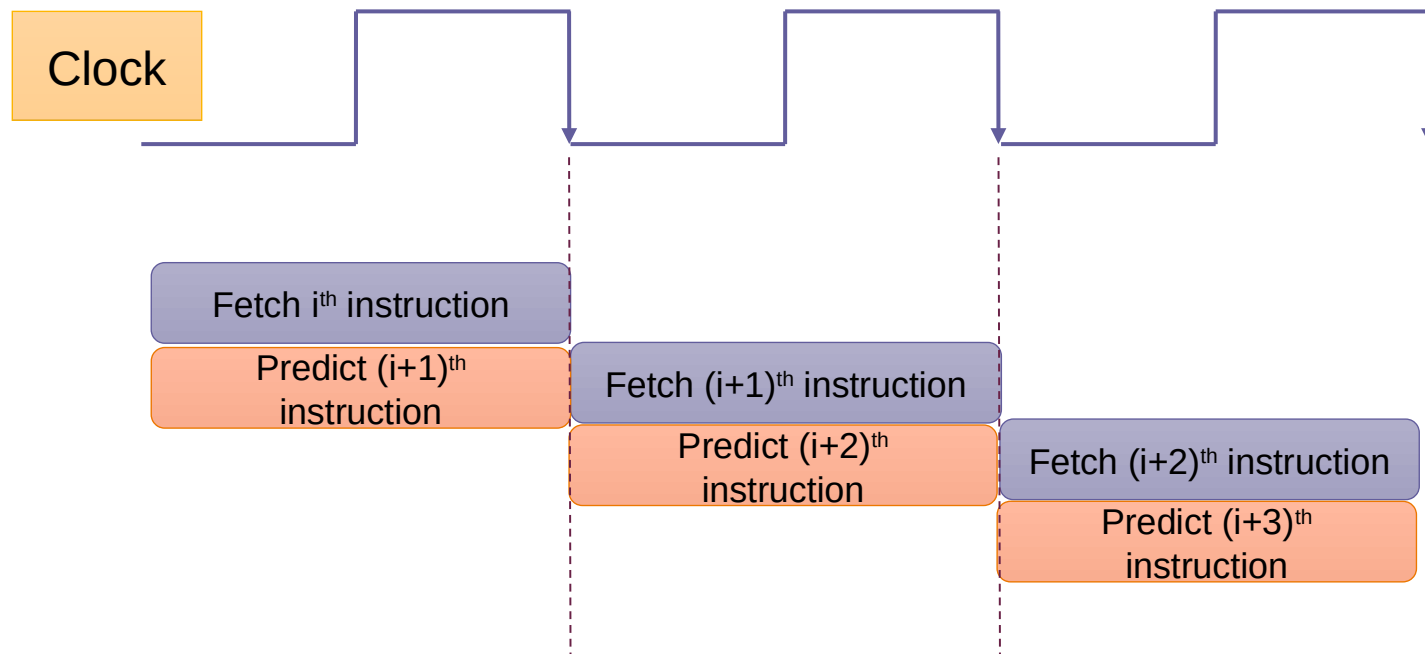 Clock
Fetch iᵗʰ instruction
Predict (i+1)ᵗʰ
instruction
Fetch (i+1)ᵗʰ instruction
Predict (i+2)ᵗʰ
instruction
Fetch (i+2)ᵗʰ instruction
Predict (i+3)ᵗʰ
instruction